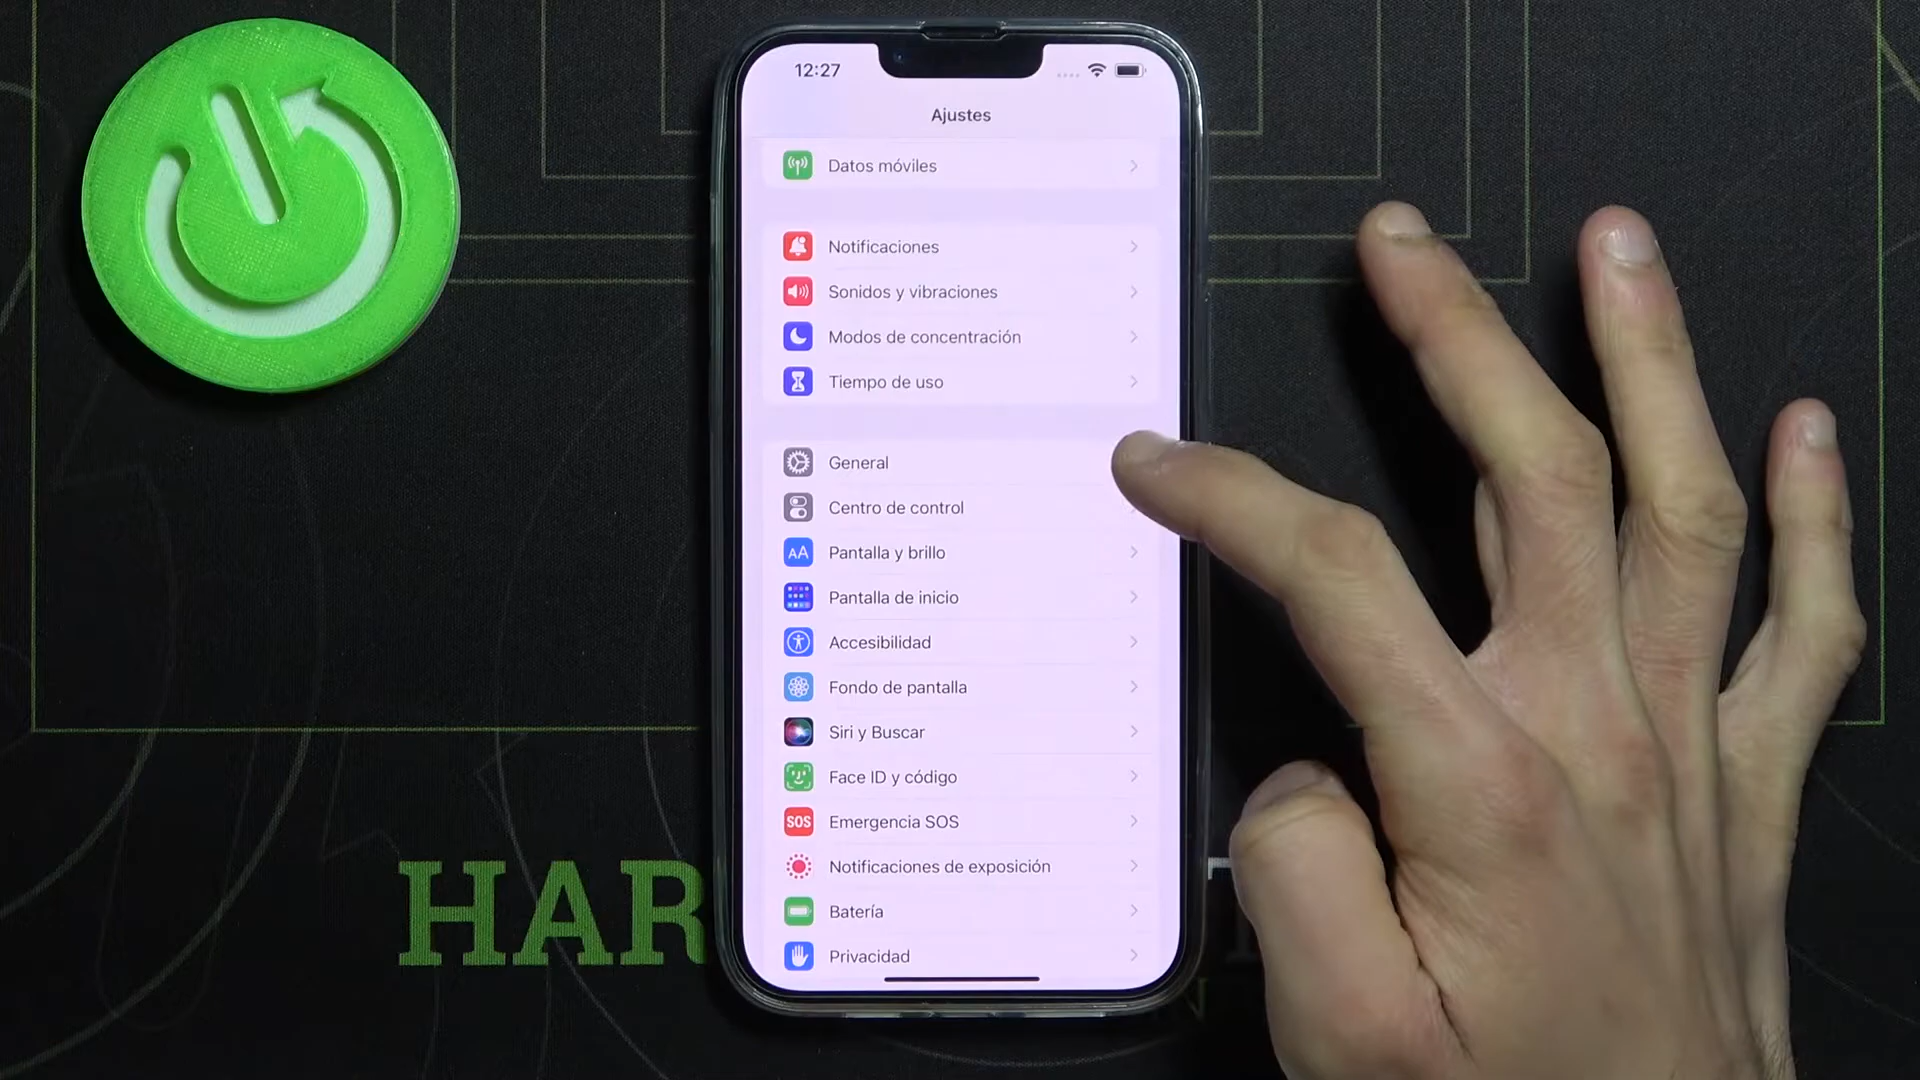 12:27
Ajustes
Datos móviles
Notificaciones
Sonidos y vibraciones
Modos de concentración
Tiempo de uso
General
Centro de control
AA Pantalla y brillo
Pantalla de inicio
Accesibilidad
Fondo de pantalla
Siri y Buscar
Face ID y código
SOS Emergencia SOS
Notificaciones de exposición
Batería
Privacidad
HAR